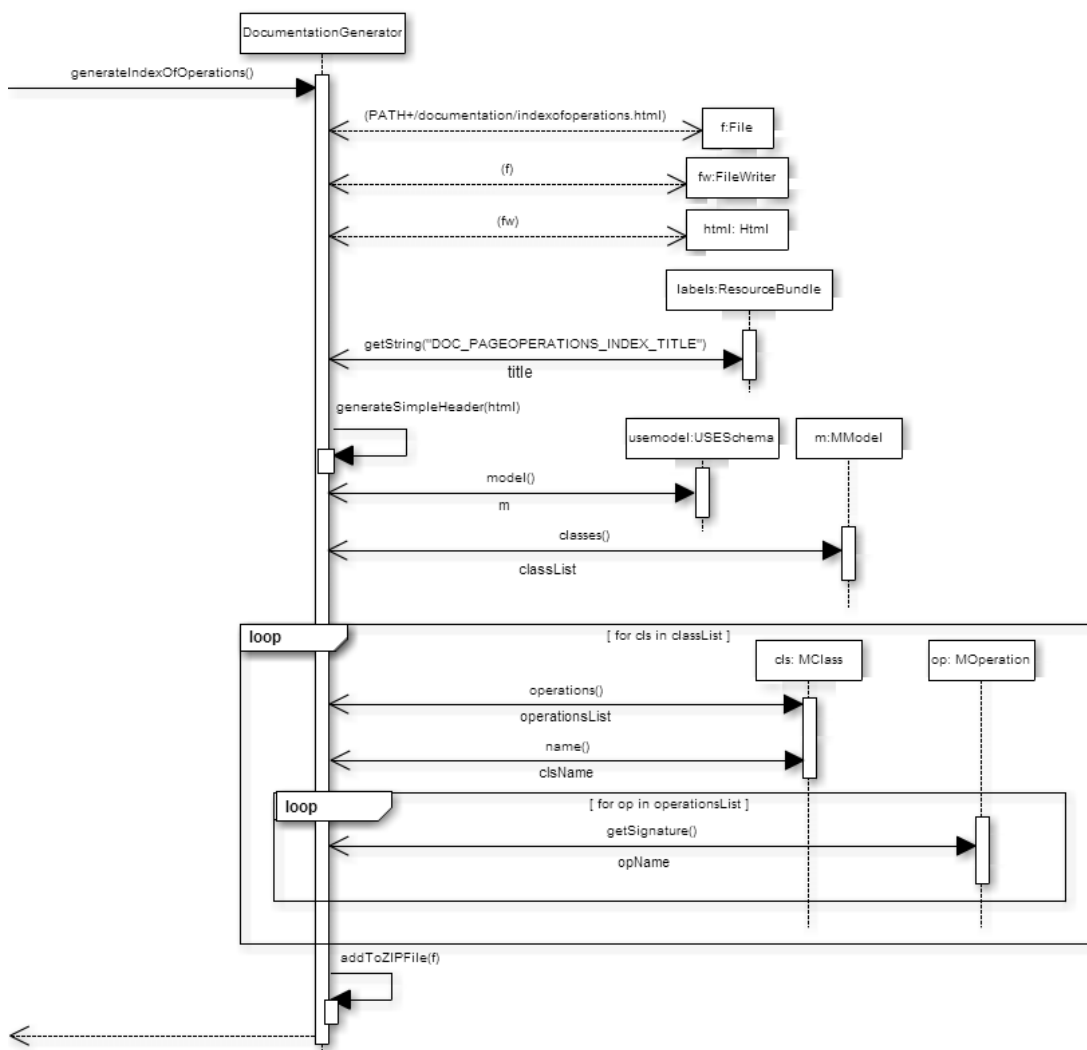 DocumentationGenerator
generateIndexOfOperations()
(PATH+/documentation/indexofoperations.html)
f:File
(f)
fw:FileWriter
(fw)
html: Html
labels:ResourceBundle
getString("DOC_PAGEOPERATIONS_INDEX_TITLE")
title
generateSimpleHeader(html)
usemodel:USESchema
m:MModel
model()
m
classes()
classList
loop
[ for cls in classList ]
cls: MClass
op: MOperation
operations()
operationsList
name()
clsName
loop
[ for op in operationsList ]
getSignature()
opName
addToZIPFile(f)